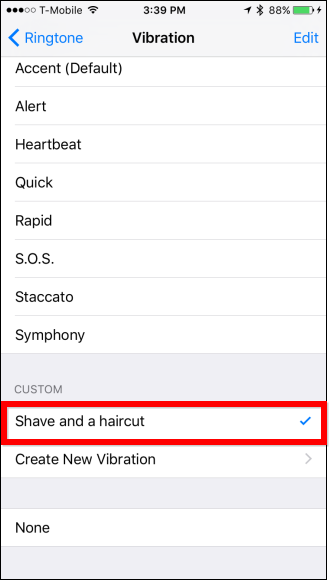 T-Mobile 3:39 PM 88%
Ringtone Vibration Edit
Accent (Default)
Alert
Heartbeat
Quick
Rapid
S.O.S.
Staccato
Symphony
CUSTOM
Shave and a haircut
Create New Vibration
None